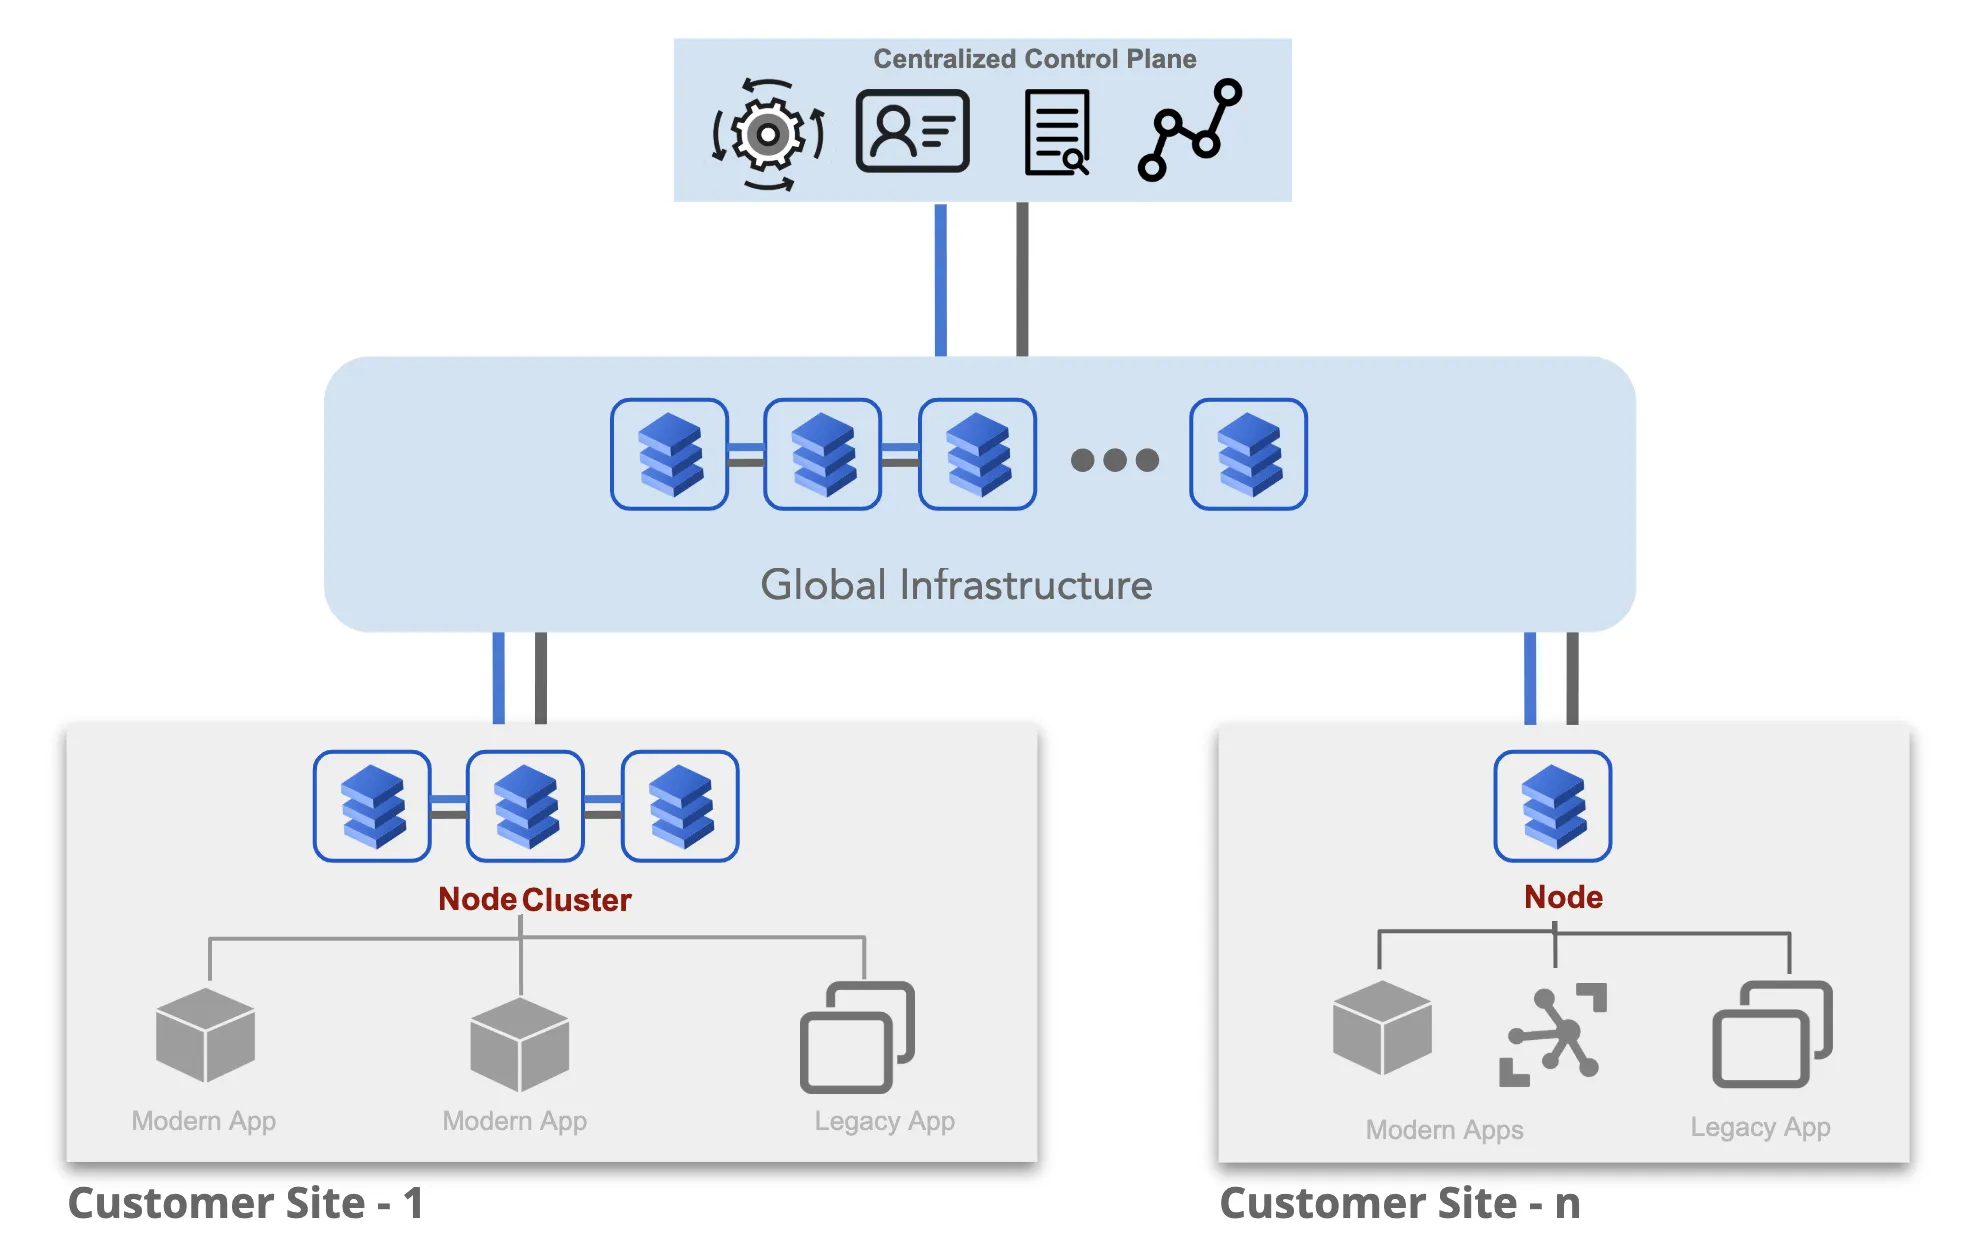 Centralized Control Plane
Global Infrastructure
Node Cluster
Node
Modern App
Modern App
Legacy App
Modern Apps
Legacy App
Customer Site - 1
Customer Site - n